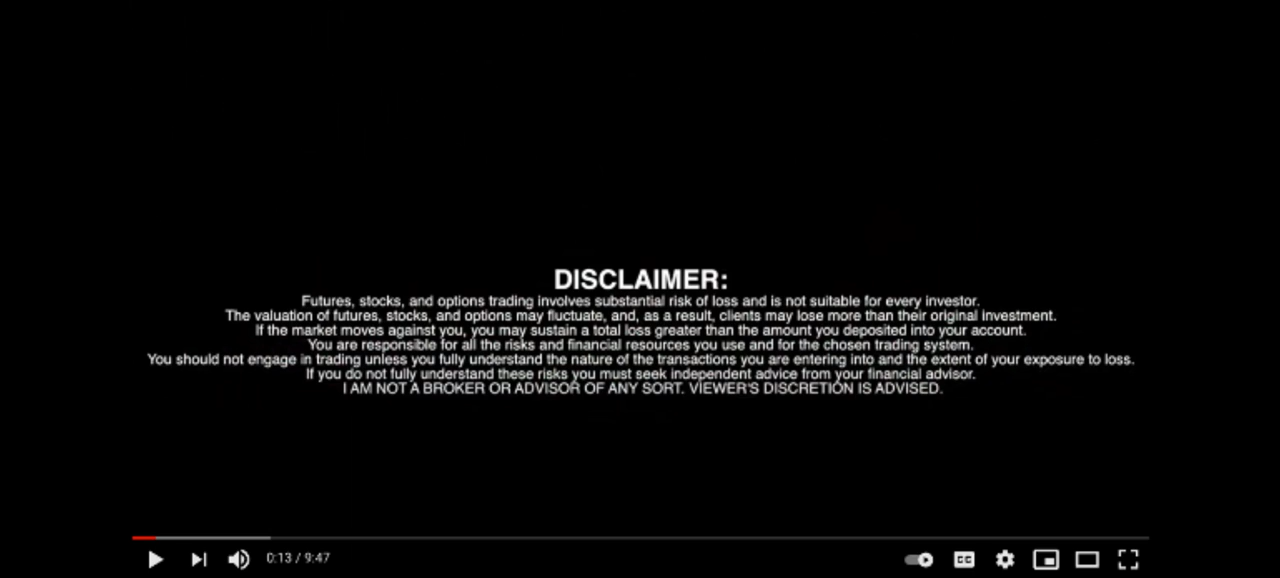 DISCLAIMER:
Futures, stocks, and options trading involves substantial risk of loss and is not suitable for every investor.
The valuation of futures, stocks, and options may fluctuate, and, as a result, clients may lose more than their original investment.
If the market moves against you, you may sustain a total loss greater than the amount you deposited into your account.
You are responsible for all the risks and financial resources you use and for the chosen trading system.
You should not engage in trading unless you fully understand the nature of the transactions you are entering into and the extent of your exposure to loss.
If you do not fully understand these risks you must seek independent advice from your financial advisor.
I AM NOT A BROKER OR ADVISOR OF ANY SORT. VIEWER'S DISCRETION IS ADVISED.
0:13 / 9:47
CC